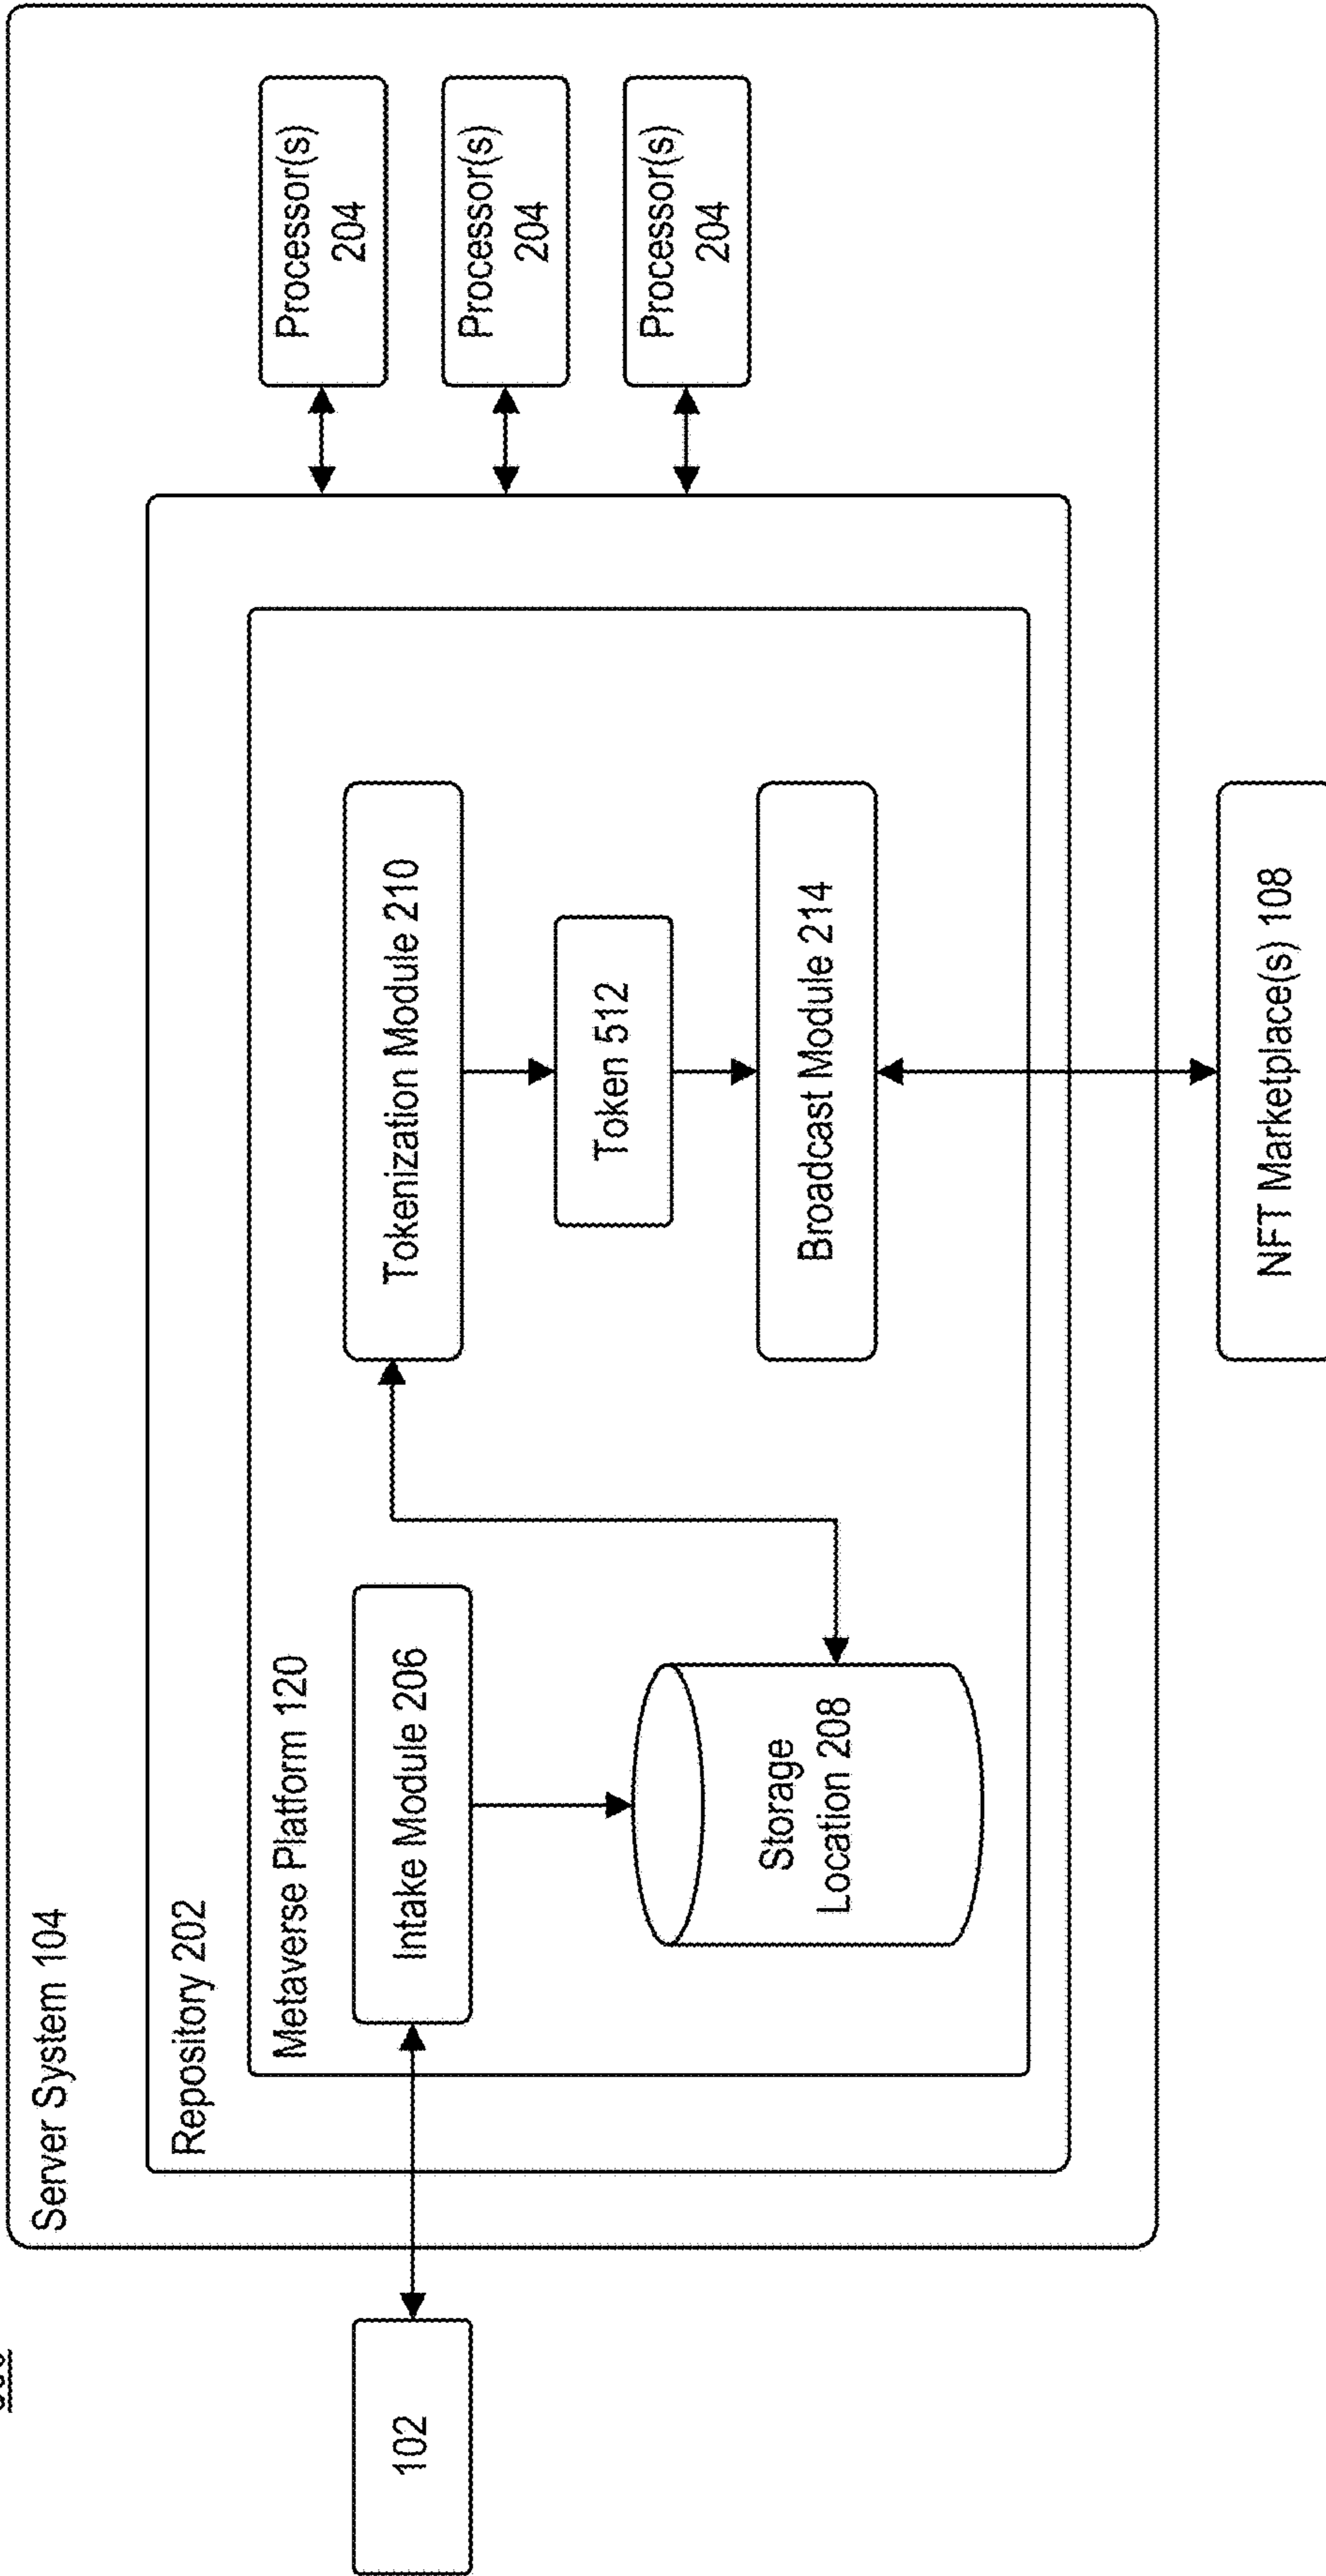 Server System 104
Repository 202
Metaverse Platform 120
102
Intake Module 206
Storage
Location 208
Tokenization Module 210
Token 512
Broadcast Module 214
Processor(s)
204
Processor(s)
204
Processor(s)
204
NFT Marketplace(s) 108